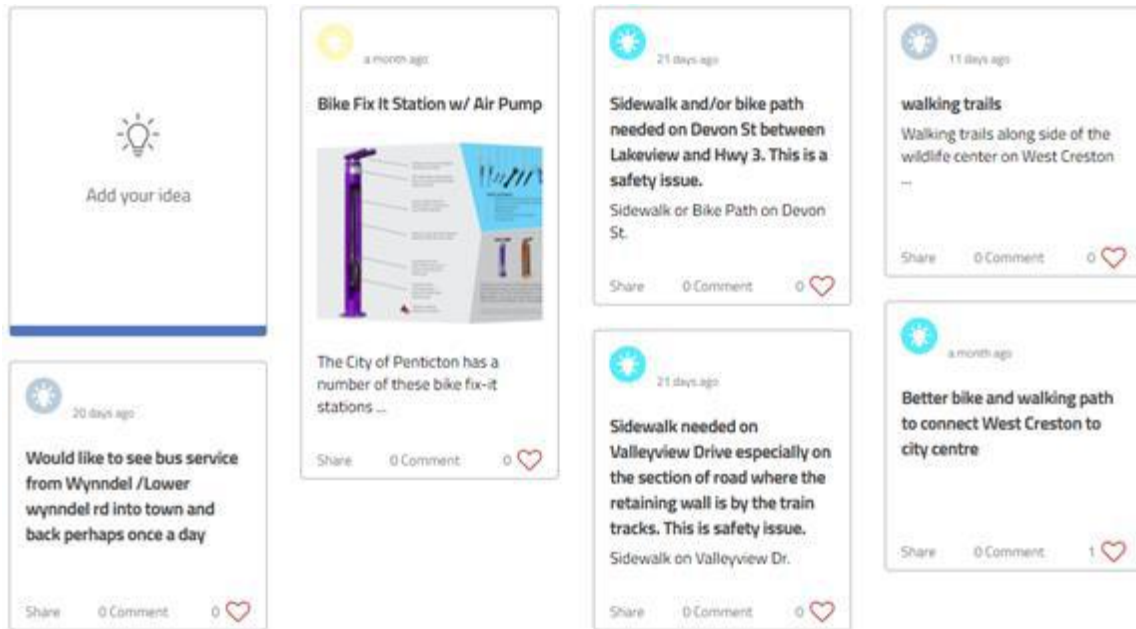 Add your idea
20 days ago
Would like to see bus service
from Wynndel /Lower
wynndel rd into town and
back perhaps once a day
Share 0 Comment 0
a month ago
Bike Fix It Station w/ Air Pump
The City of Penticton has a
number of these bike fix-it
stations ...
Share 0 Comment 0
21 days ago
Sidewalk and/or bike path
needed on Devon St between
Lakeview and Hwy 3. This is a
safety issue.
Sidewalk or Bike Path on Devon
St.
Share 0 Comment 0
21 days ago
Sidewalk needed on
Valleyview Drive especially on
the section of road where the
retaining wall is by the train
tracks. This is safety issue.
Sidewalk on Valleyview Dr.
Share 0 Comment 0
11 days ago
walking trails
Walking trails along side of the
wildlife center on West Creston
...
Share 0 Comment 0
a month ago
Better bike and walking path
to connect West Creston to
city centre
Share 0 Comment 1